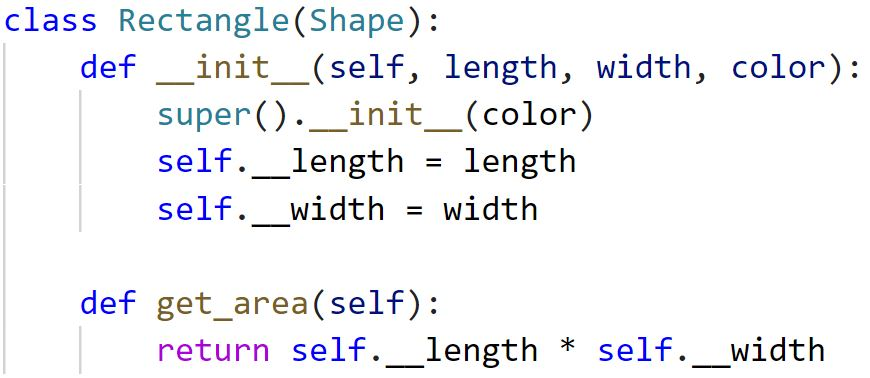 class Rectangle(Shape):
    def __init__(self, length, width, color):
        super().__init__(color)
        self.__length = length
        self.__width = width

    def get_area(self):
        return self.__length * self.__width